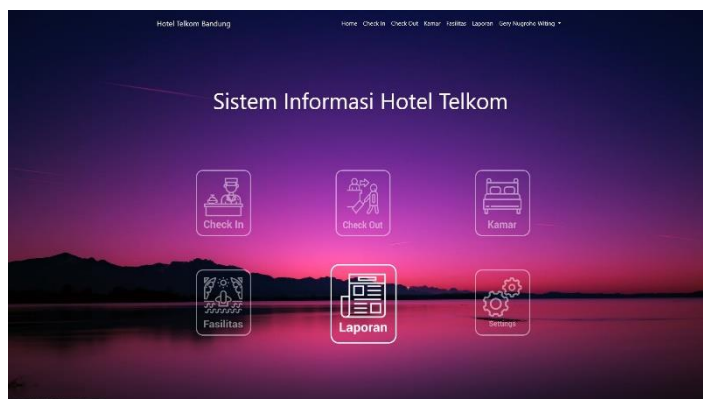 Hotel Telkom Bandung
Home Check In Check Out Kamar Fasilitas Laporan Gery Nugroho Witing
Sistem Informasi Hotel Telkom
Check In
Check Out
Kamar
Fasilitas
Laporan
Settings